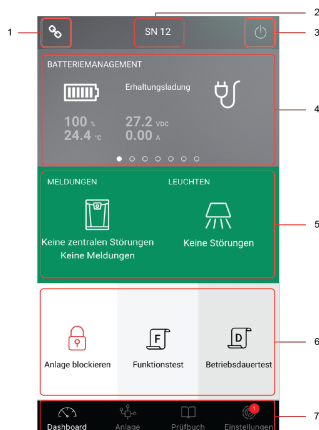 1
SN 12
2
3
BATTERIEMANAGEMENT
Erhaltungsladung
100 %
24.4 °C
27.2 VDC
0.00 A
4
MELDUNGEN
LEUCHTEN
Keine zentralen Störungen
Keine Meldungen
Keine Störungen
5
F
D
Anlage blockieren
Funktionstest
Betriebsdauertest
6
1
Dashboard
Anlage
Prüfbuch
Einstellungen
7